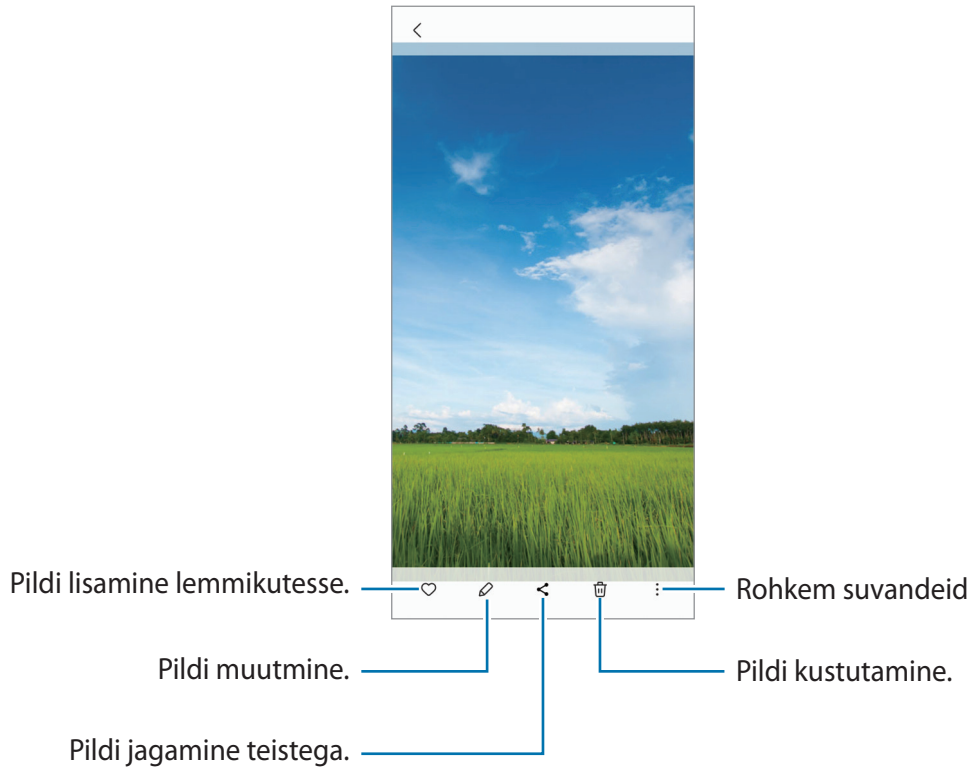 Pildi lisamine lemmikutesse.
Rohkem suvandeid
Pildi muutmine.
Pildi kustutamine.
Pildi jagamine teistega.